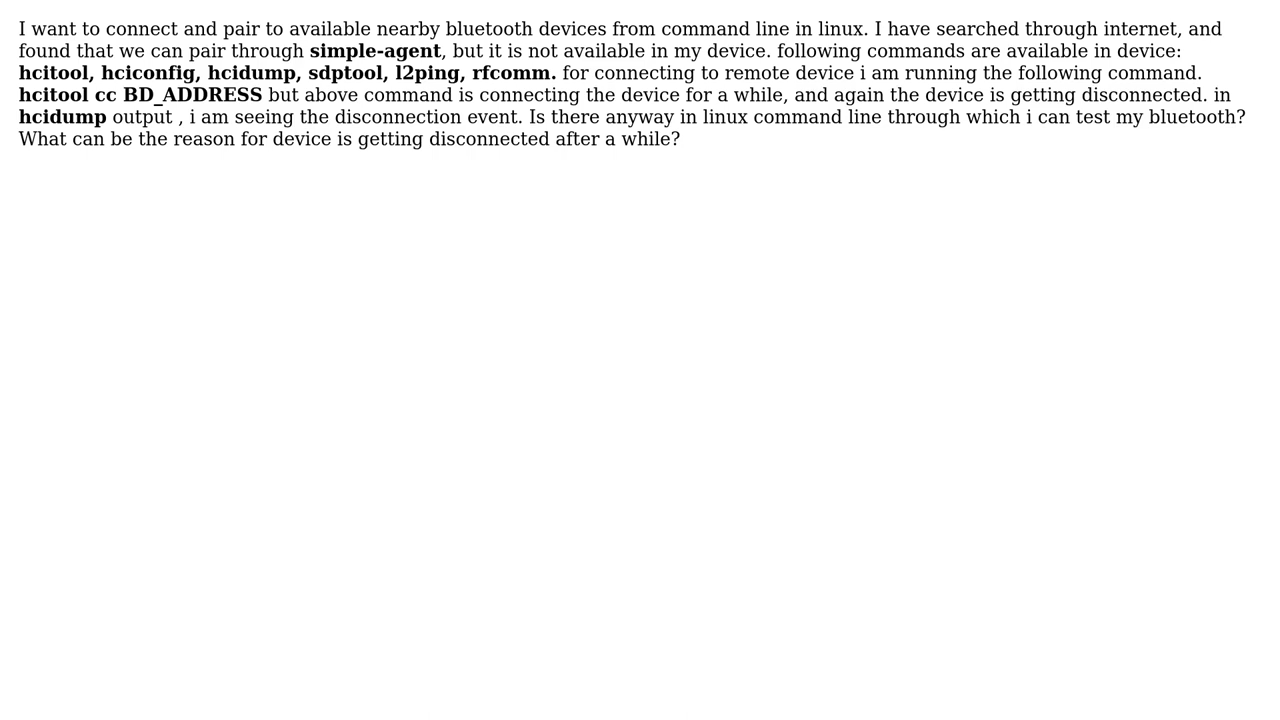 I want to connect and pair to available nearby bluetooth devices from command line in linux. I have searched through internet, and
found that we can pair through simple-agent, but it is not available in my device. following commands are available in device:
hcitool, hciconfig, hcidump, sdptool, l2ping, rfcomm. for connecting to remote device i am running the following command.
hcitool cc BD_ADDRESS but above command is connecting the device for a while, and again the device is getting disconnected. in
hcidump output , i am seeing the disconnection event. Is there anyway in linux command line through which i can test my bluetooth?
What can be the reason for device is getting disconnected after a while?